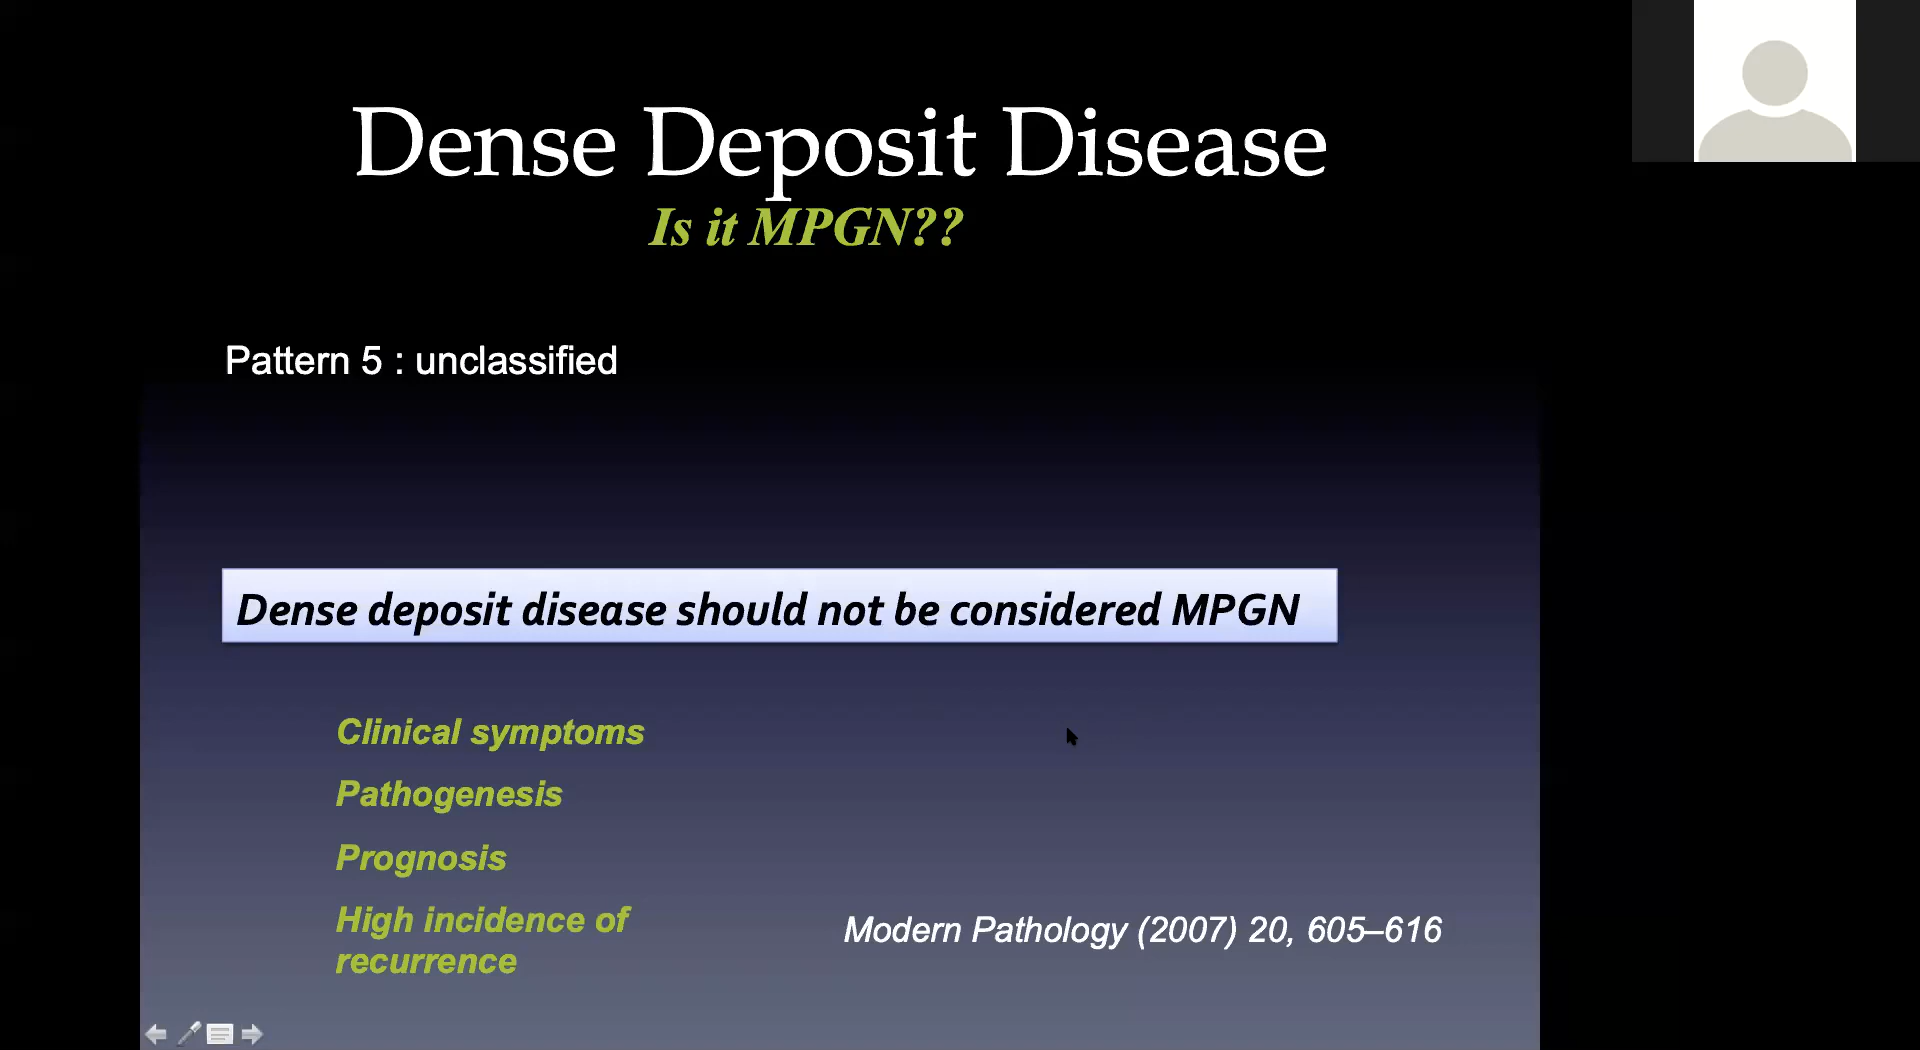 Dense Deposit Disease
Is it MPGN??
Pattern 5 : unclassified
Dense deposit disease should not be considered MPGN
Clinical symptoms
Pathogenesis
Prognosis
High incidence of
recurrence
Modern Pathology (2007) 20, 605–616